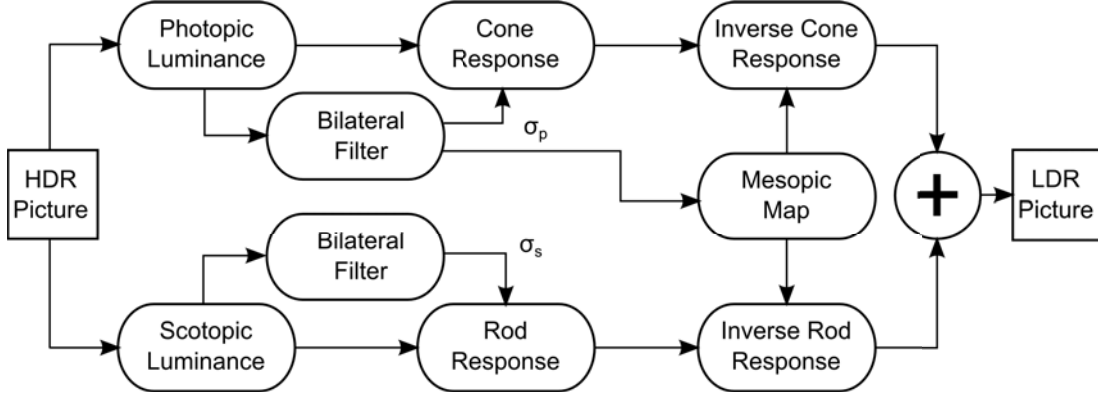 Photopic
Luminance
Cone
Response
Inverse Cone
Response
Bilateral
Filter
σp
HDR
Picture
Mesopic
Map
+
LDR
Picture
Bilateral
Filter
σs
Scotopic
Luminance
Rod
Response
Inverse Rod
Response